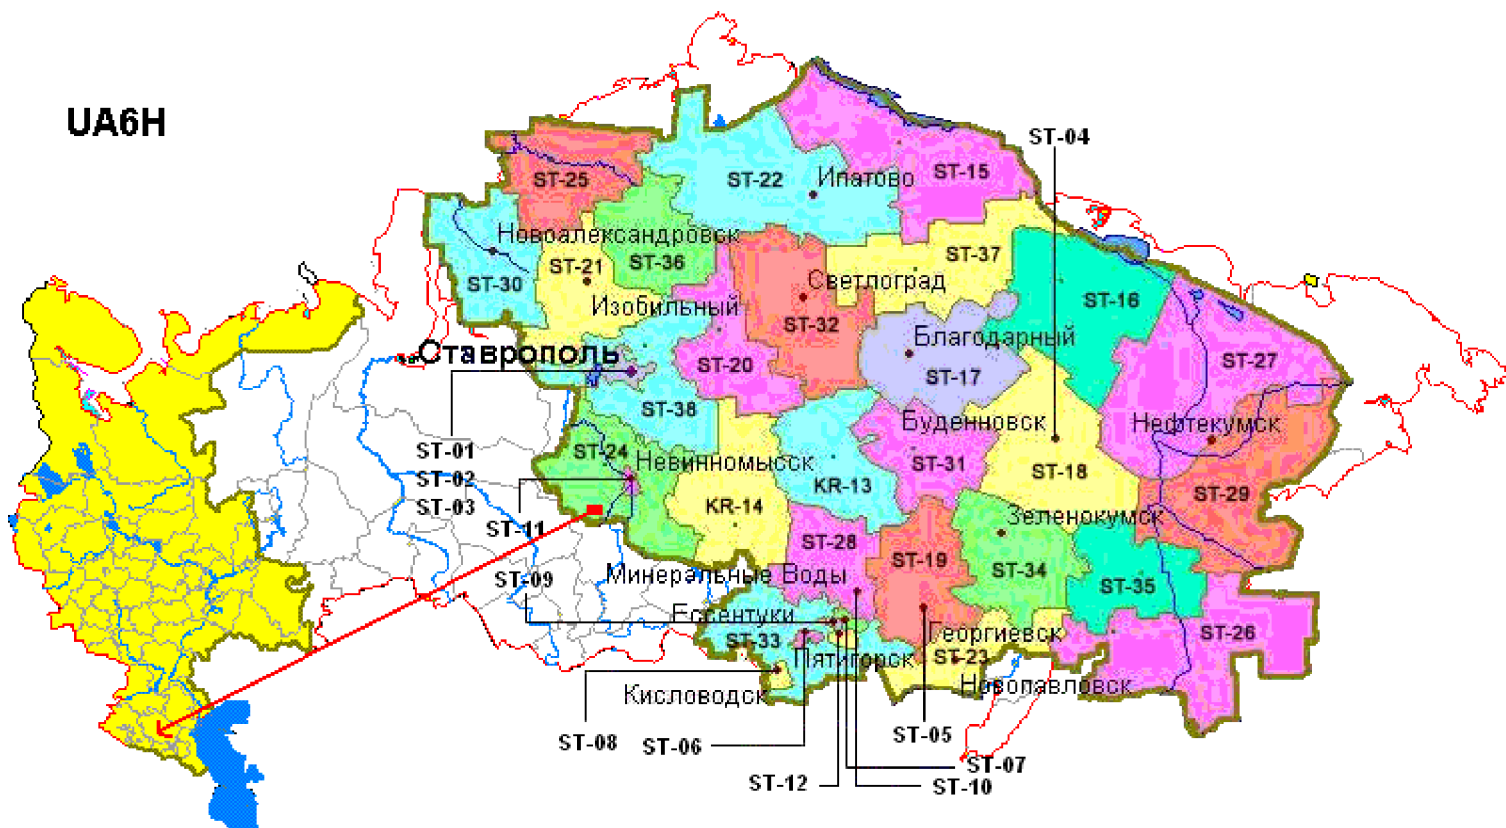 UA6H
ST-04
ST-25
ST-22
Ипатово
ST-15
Новоалександровск
ST-30
ST-21
ST-36
ST-37
Светлоград
ST-16
Изобильный
ST-32
Благодарный
Ставрополь
ST-20
ST-17
ST-27
ST-38
Буденновск
Нефтекумск
ST-01
ST-24
Невинномысск
ST-31
ST-18
ST-02
KR-13
ST-29
ST-03
KR-14
ST-11
Зеленокумск
ST-28
ST-19
ST-09
Минеральные Воды
ST-34
ST-35
Ессентуки
ST-33
Георгиевск
ST-26
Пятигорск
ST-23
Кисловодск
Новопавловск
ST-08
ST-06
ST-05
ST-07
ST-12
ST-10